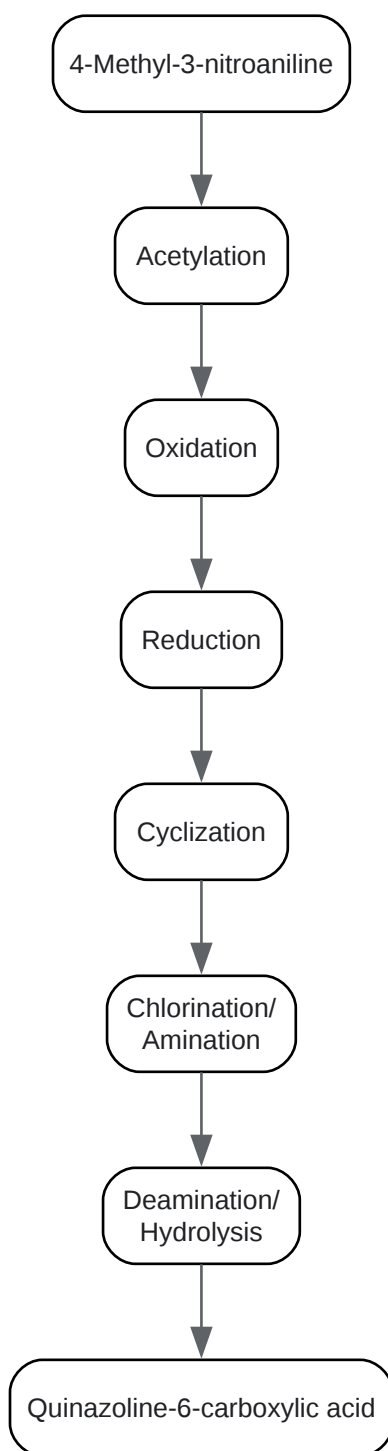 4-Methyl-3-nitroaniline
Acetylation
Oxidation
Reduction
Cyclization
Chlorination/
Amination
Deamination/
Hydrolysis
Quinazoline-6-carboxylic acid